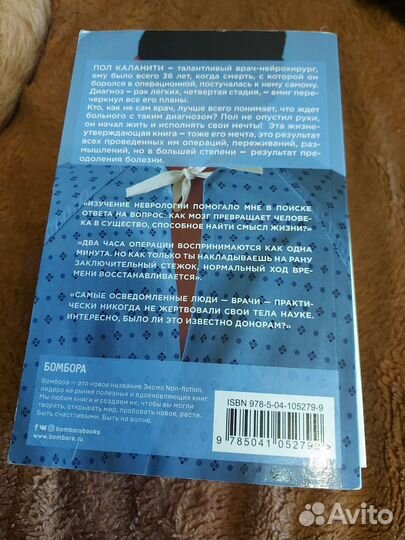 ПОЛ КАЛАНИТИ – талантливый врач-нейрохирург,
ему было всего 36 лет, когда смерть, с которой он
боролся в операционной, постучалась к нему самому.
Диагноз – рак легких, четвертая стадия, – вмиг пере-
черкнул все его планы.
Кто, как не сам врач, лучше всего понимает, что ждет
больного с таким диагнозом? Пол не опустил руки,
он начал жить и исполнять свои мечты! Эта жизне-
утверждающая книга – тоже его мечта, это результат
всех проведенных им операций, переживаний, раз-
мышлений, но в большей степени – результат пре-
одоления болезни.
«ИЗУЧЕНИЕ НЕВРОЛОГИИ ПОМОГАЛО МНЕ В ПОИСКЕ
ОТВЕТА НА ВОПРОС: КАК МОЗГ ПРЕВРАЩАЕТ ЧЕЛОВЕ-
КА В СУЩЕСТВО, СПОСОБНОЕ НАЙТИ СМЫСЛ ЖИЗНИ?»
«ДВА ЧАСА ОПЕРАЦИИ ВОСПРИНИМАЮТСЯ КАК ОДНА
МИНУТА. НО КАК ТОЛЬКО ТЫ НАКЛАДЫВАЕШЬ НА РАНУ
ЗАКЛЮЧИТЕЛЬНЫЙ СТЕЖОК, НОРМАЛЬНЫЙ ХОД ВРЕ-
МЕНИ ВОССТАНАВЛИВАЕТСЯ».
«САМЫЕ ОСВЕДОМЛЕННЫЕ ЛЮДИ — ВРАЧИ — ПРАКТИ-
ЧЕСКИ НИКОГДА НЕ ЖЕРТВОВАЛИ СВОИ ТЕЛА НАУКЕ.
ИНТЕРЕСНО, БЫЛО ЛИ ЭТО ИЗВЕСТНО ДОНОРАМ?»
БОМБОРА
Бомбора – это новое название Эксмо Non-fiction,
лидера на рынке полезных и вдохновляющих книг.
Мы любим книги и создаем их, чтобы вы могли
творить, открывать мир, пробовать новое, расти.
Быть счастливыми. Быть на волне.
bomborabooks
www.bombora.ru
ISBN 978-5-04-105279-9
9 785041 05279
Avito